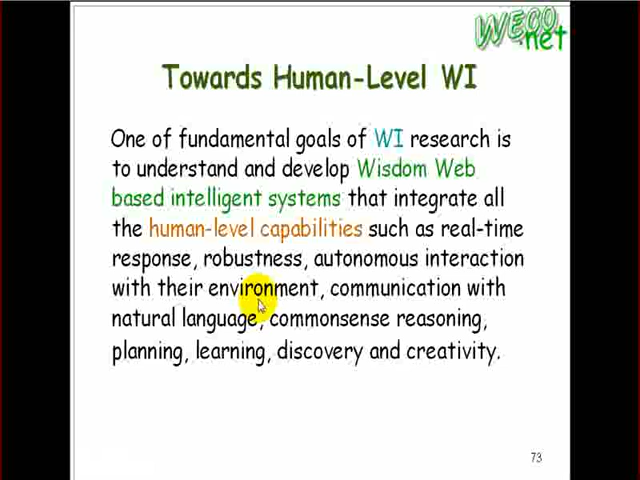 WECO
.net
Towards Human-Level WI
One of fundamental goals of WI research is
to understand and develop Wisdom Web
based intelligent systems that integrate all
the human-level capabilities such as real-time
response, robustness, autonomous interaction
with their environment, communication with
natural language, commonsense reasoning,
planning, learning, discovery and creativity.
73